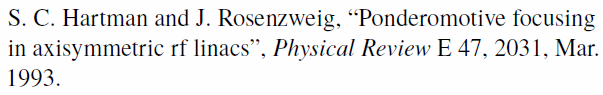 S. C. Hartman and J. Rosenzweig, “Ponderomotive focusing
in axisymmetric rf linacs”, Physical Review E 47, 2031, Mar.
1993.